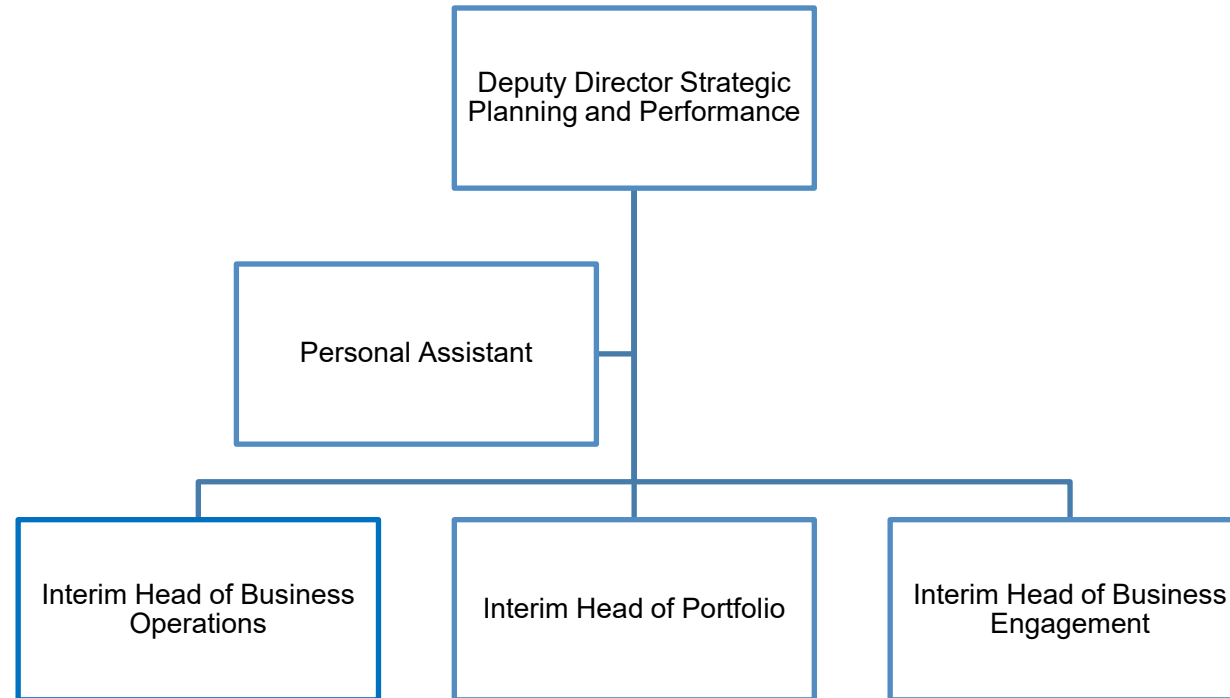 Deputy Director Strategic
Planning and Performance
Personal Assistant
Interim Head of Business
Operations
Interim Head of Portfolio
Interim Head of Business
Engagement